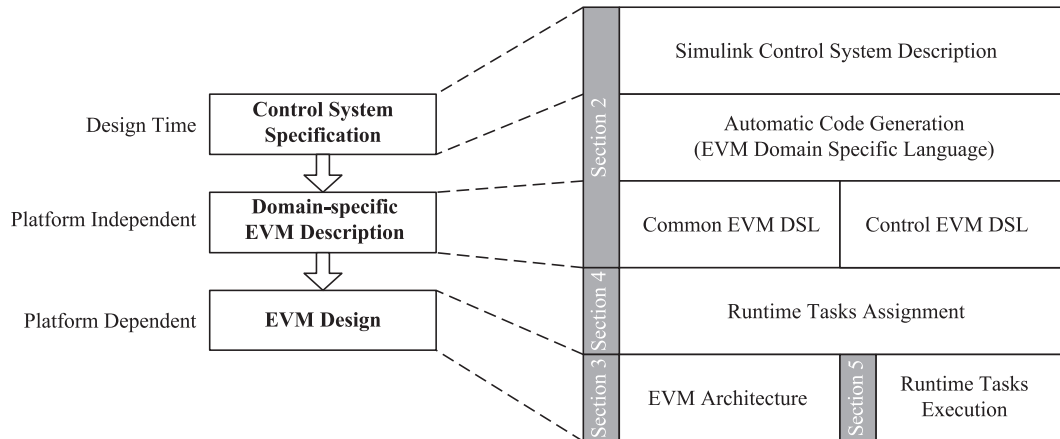 Simulink Control System Description
Design Time
Control System
Specification
Section 2
Automatic Code Generation
(EVM Domain Specific Language)
Platform Independent
Domain-specific
EVM Description
Common EVM DSL
Control EVM DSL
Platform Dependent
EVM Design
Section 4
Runtime Tasks Assignment
Section 3
EVM Architecture
Section 5
Runtime Tasks
Execution